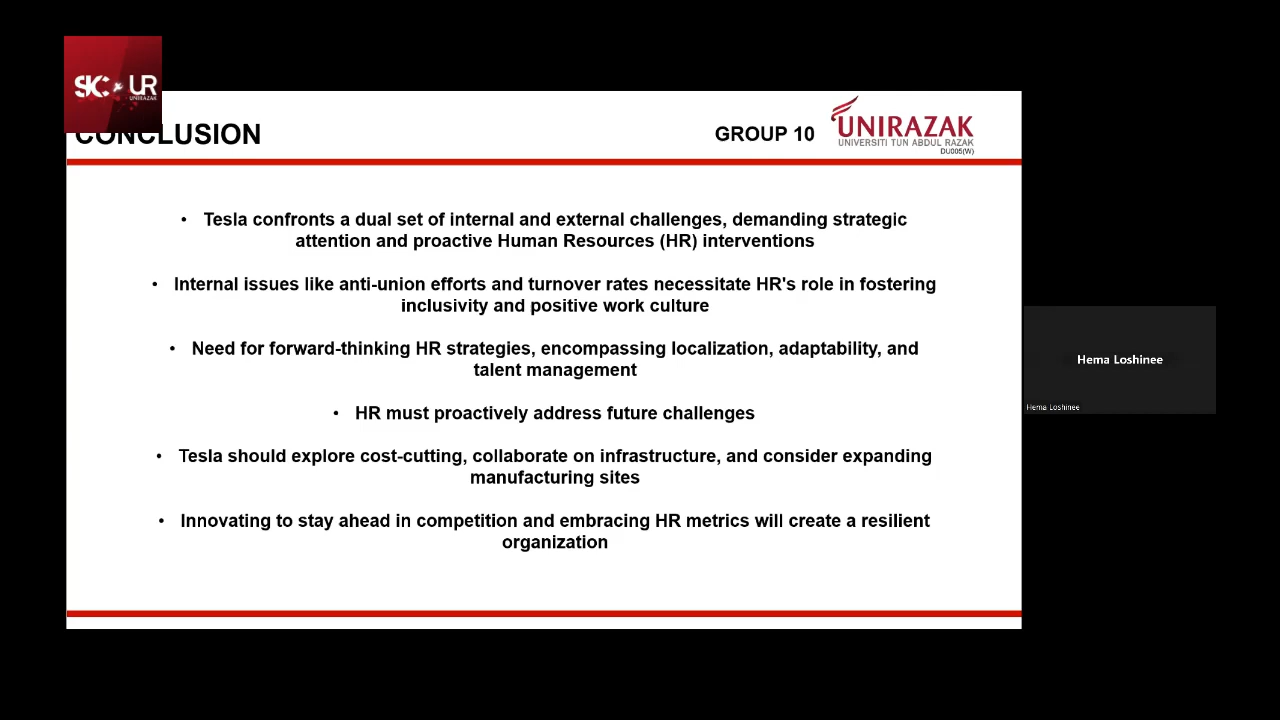 SKC UR
UNIRAZAK
CONCLUSION
GROUP 10
UNIRAZAK
UNIVERSITI TUN ABDUL RAZAK
DU005(W)
• Tesla confronts a dual set of internal and external challenges, demanding strategic
attention and proactive Human Resources (HR) interventions
• Internal issues like anti-union efforts and turnover rates necessitate HR's role in fostering
inclusivity and positive work culture
• Need for forward-thinking HR strategies, encompassing localization, adaptability, and
talent management
• HR must proactively address future challenges
• Tesla should explore cost-cutting, collaborate on infrastructure, and consider expanding
manufacturing sites
• Innovating to stay ahead in competition and embracing HR metrics will create a resilient
organization
Hema Loshinee
Hema Loshinee